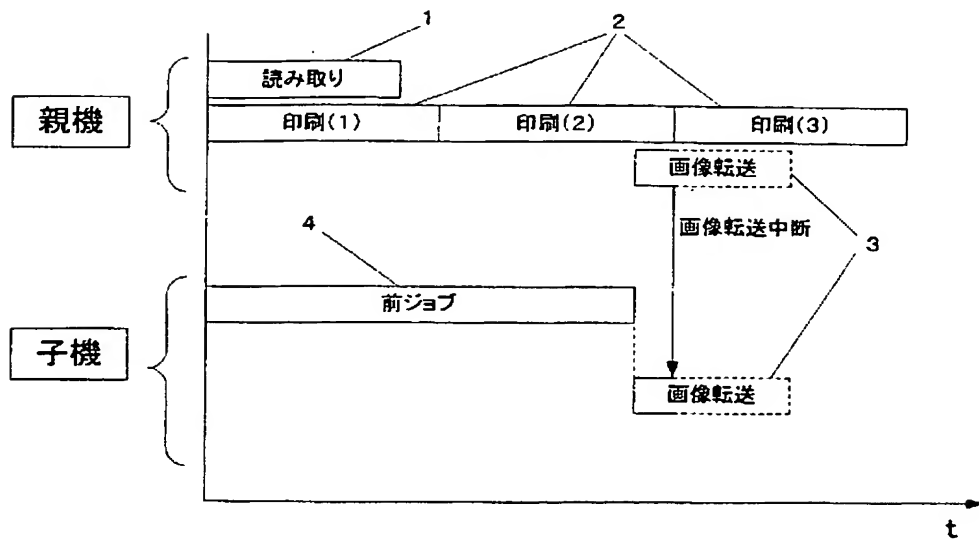 1
2
読み取り
親機
印刷(1)
印刷(2)
印刷(3)
画像転送
画像転送中断
3
4
前ジョブ
子機
画像転送
t